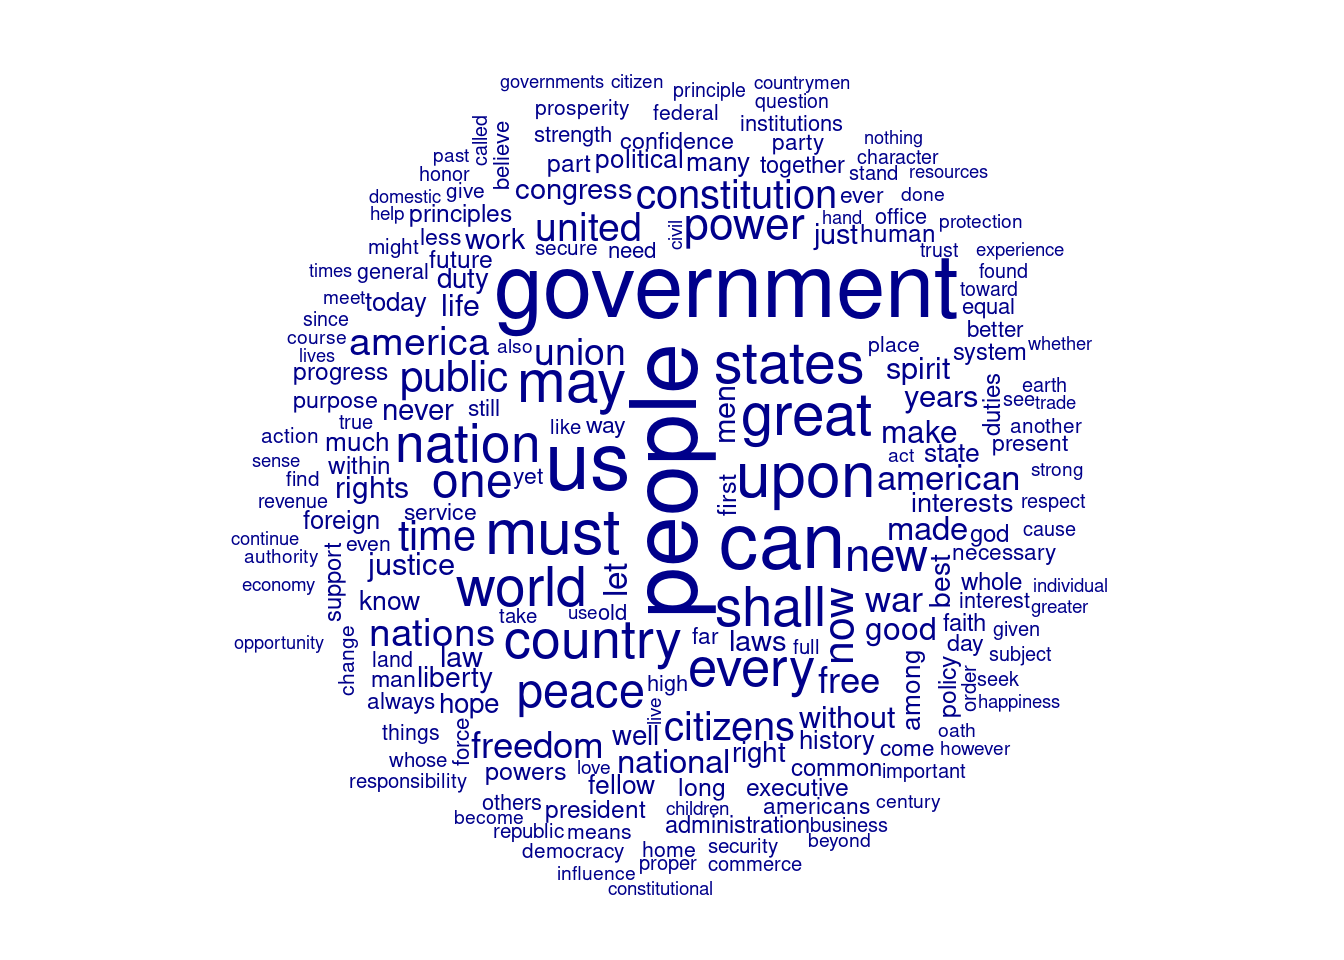 governments citizen principle countrymen
prosperity federal question
called believe strength confidence institutions nothing
past part political many party together character
honor congress constitution ever stand resources
domestic give done
help principles united civil power hand office protection
might less work secure need just human
times general future duty government trust experience
meet today life found toward
since equal
course america also union states place better whether
lives progress public may people spirit system
purpose never still men great years duties see earth trade
true like way make another
action much nation us upon act state present
sense within one yet first american strong
find rights interests respect
revenue service
foreign time must can new made god cause
continue even
authority support justice let best necessary
economy world shall now war whole individual
know take use old interest greater
nations country far laws full good faith given
opportunity change land law every day subject
man liberty peace high free among policy order seek
always hope live happiness
things force freedom well citizens without oath
whose national right history come however
responsibility powers love common important
fellow long executive
others president children americans century
become republic means administration business
democracy home security beyond
influence proper commerce
constitutional